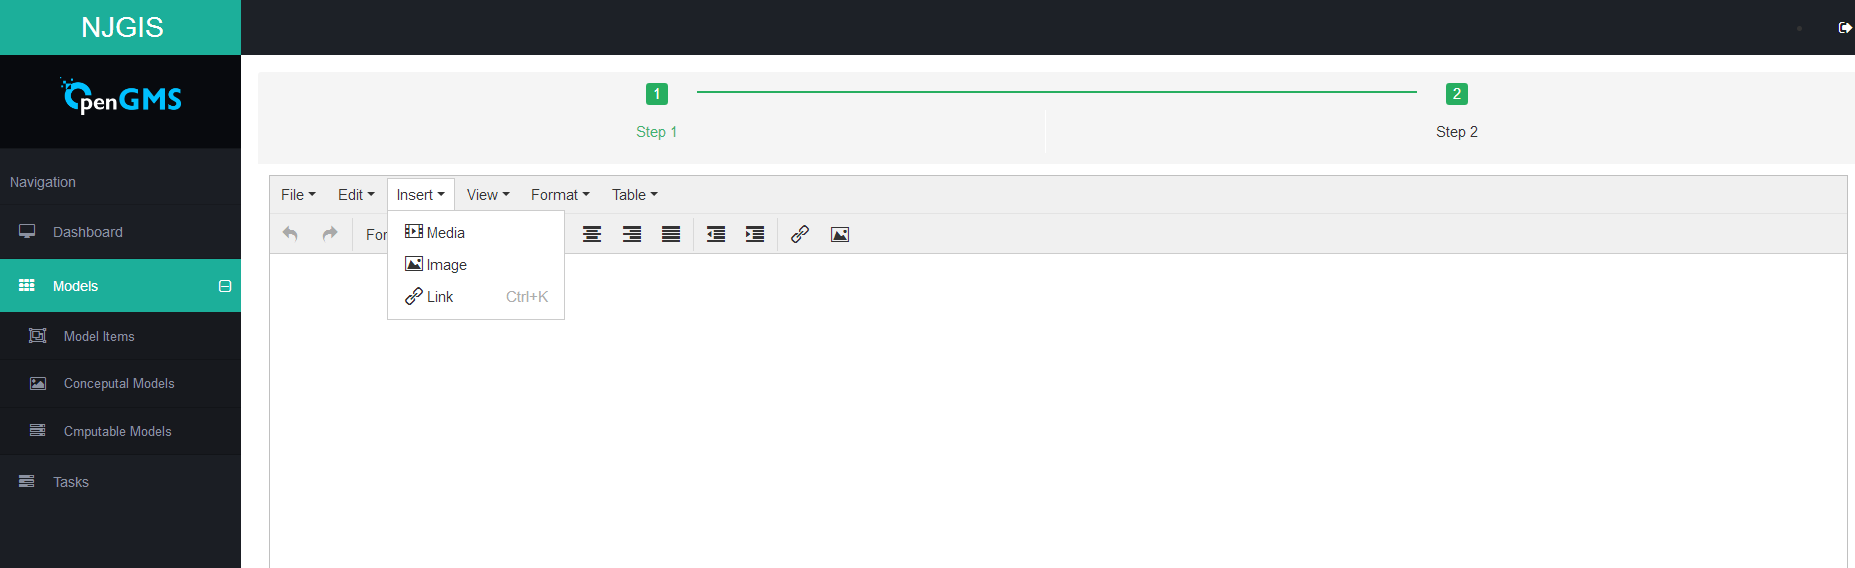 NJGIS
OpenGMS
1
2
Step 1
Step 2
Navigation
Dashboard
Models
Model Items
Conceputal Models
Cmputable Models
Tasks
File Edit Insert View Format Table
For
Media
Image
Link Ctrl+K